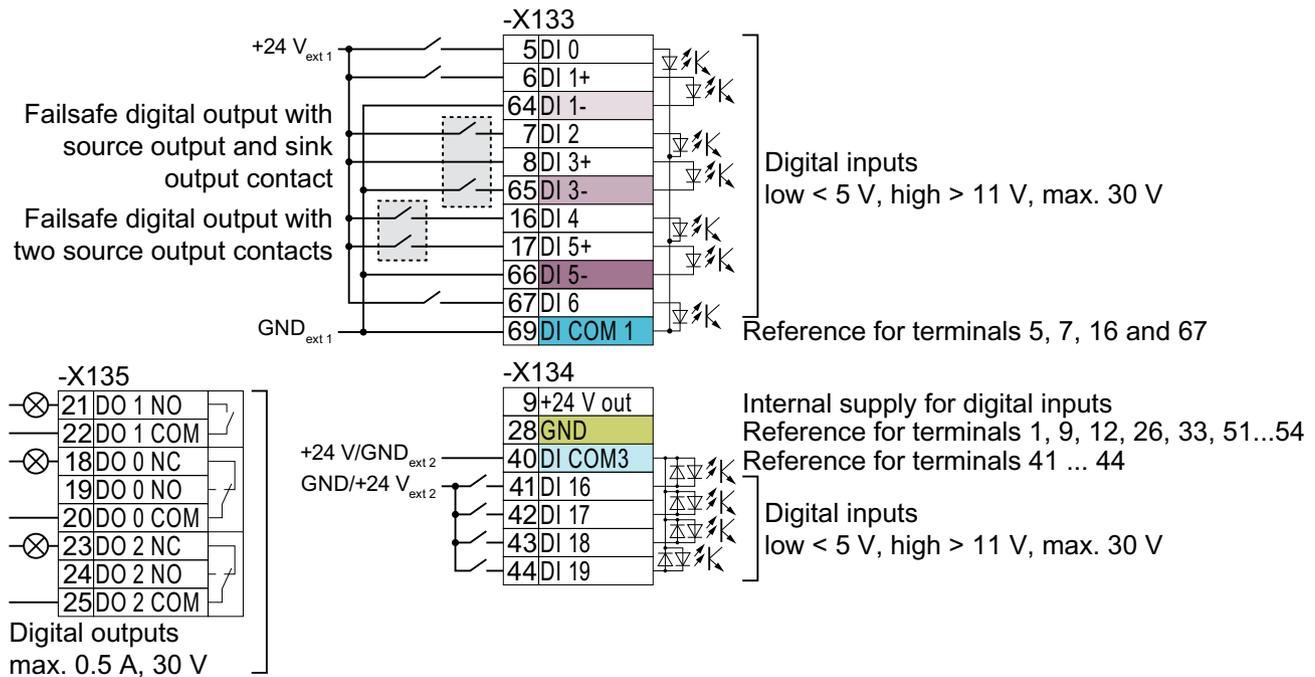 -X133
+24 V ext 1
5 DI 0
6 DI 1+
64 DI 1-
Failsafe digital output with
source output and sink
output contact
7 DI 2
8 DI 3+
65 DI 3-
Digital inputs
low < 5 V, high > 11 V, max. 30 V
Failsafe digital output with
two source output contacts
16 DI 4
17 DI 5+
66 DI 5-
67 DI 6
GND ext 1
69 DI COM 1
Reference for terminals 5, 7, 16 and 67
-X135
21 DO 1 NO
22 DO 1 COM
18 DO 0 NC
19 DO 0 NO
20 DO 0 COM
23 DO 2 NC
24 DO 2 NO
25 DO 2 COM
Digital outputs
max. 0.5 A, 30 V
-X134
9 +24 V out
Internal supply for digital inputs
28 GND
Reference for terminals 1, 9, 12, 26, 33, 51...54
+24 V/GND ext 2
40 DI COM3
Reference for terminals 41 ... 44
GND/+24 V ext 2
41 DI 16
42 DI 17
43 DI 18
44 DI 19
Digital inputs
low < 5 V, high > 11 V, max. 30 V